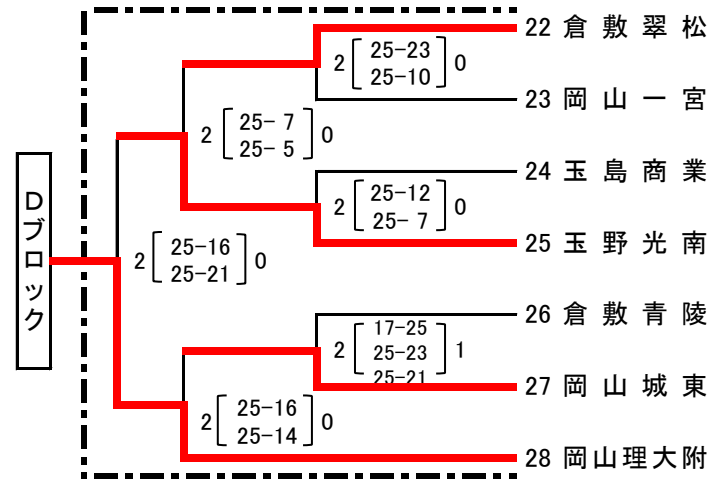 22 倉敷翠松
2 25-23 0
25-10
23 岡山一宮
2 25- 7 0
25- 5
24 玉島商業
2 25-12 0
25- 7
25 玉野光南
Dブロック
2 25-16 0
25-21
26 倉敷青陵
2 17-25 1
25-23
25-21
27 岡山城東
2 25-16 0
25-14
28 岡山理大附